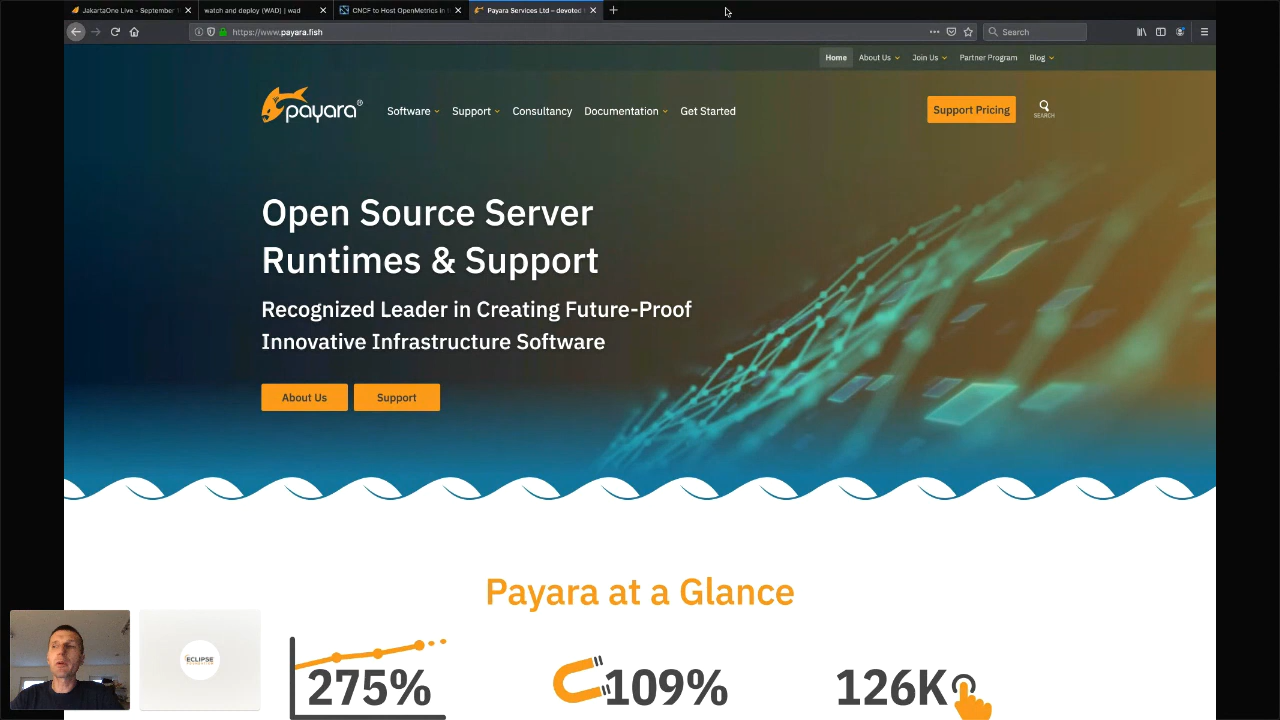 JakartaOne Live - September 1
watch and deploy (WAD) | wad
CNCF to Host OpenMetrics in t
Payara Services Ltd – devoted t
https://www.payara.fish
Search
Home
About Us
Join Us
Partner Program
Blog
payara®
Software
Support
Consultancy
Documentation
Get Started
Support Pricing
SEARCH
Open Source Server
Runtimes & Support
Recognized Leader in Creating Future-Proof
Innovative Infrastructure Software
About Us
Support
Payara at a Glance
275%
109%
126K
ECLIPSE
FOUNDATION